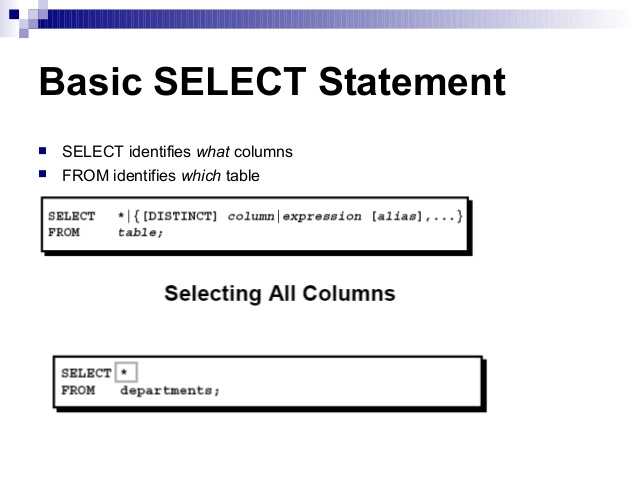 Basic SELECT Statement
SELECT identifies what columns
FROM identifies which table
SELECT *|{[DISTINCT] column|expression [alias],...}
FROM table;
Selecting All Columns
SELECT *
FROM departments;